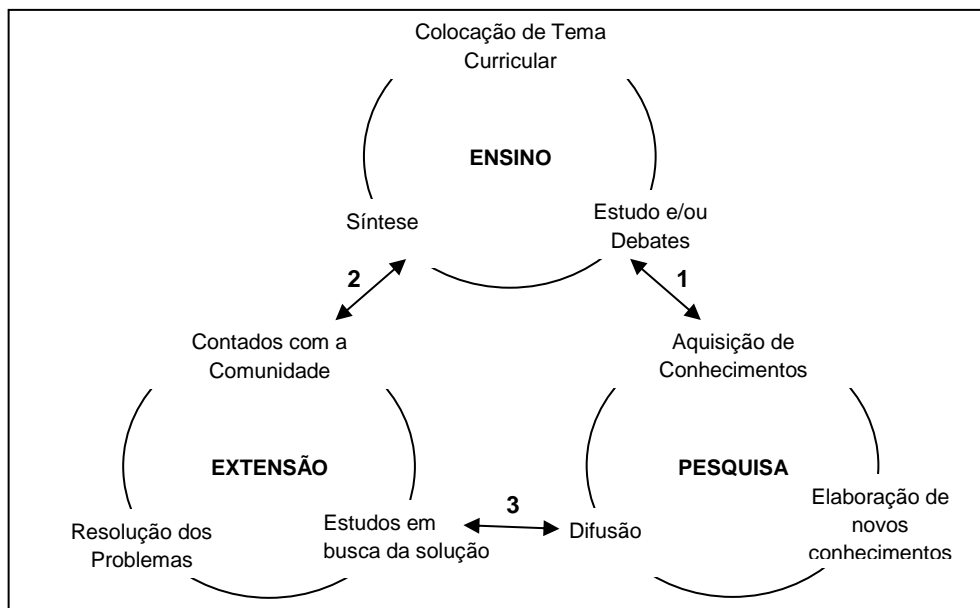 Colocação de Tema
Curricular
ENSINO
Síntese
Estudo e/ou
Debates
2
1
Contados com a
Comunidade
Aquisição de
Conhecimentos
EXTENSÃO
PESQUISA
Resolução dos
Problemas
Estudos em
busca da solução
3
Difusão
Elaboração de
novos
conhecimentos